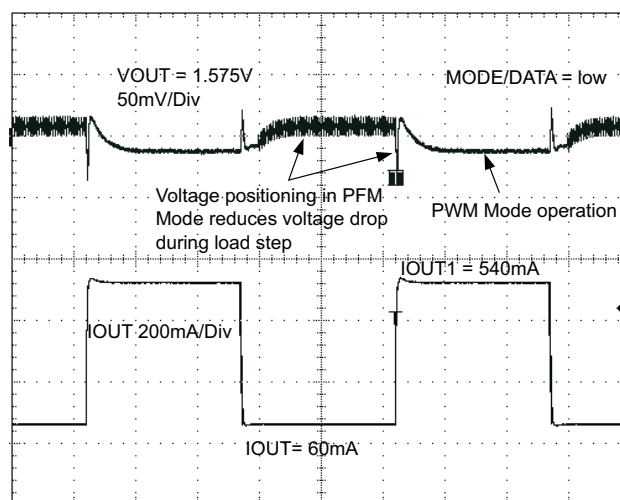 VOUT = 1.575V
50mV/Div
MODE/DATA = low
Voltage positioning in PFM
Mode reduces voltage drop
during load step
PWM Mode operation
IOUT1 = 540mA
IOUT 200mA/Div
IOUT= 60mA